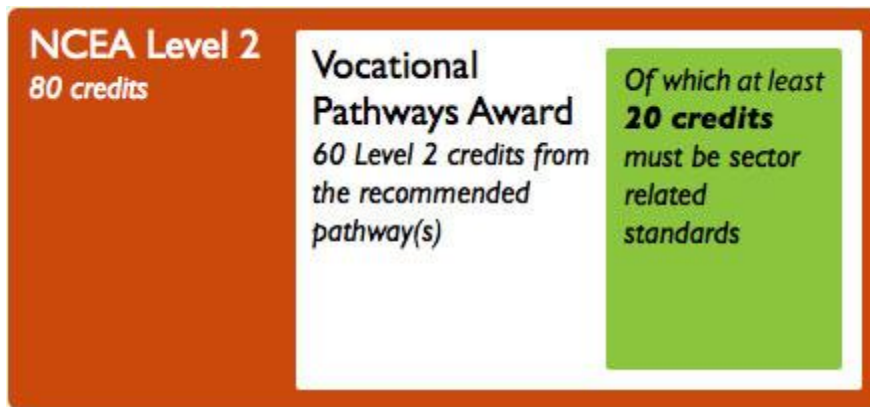 NCEA Level 2
80 credits
Vocational
Pathways Award
60 Level 2 credits from
the recommended
pathway(s)
Of which at least
20 credits
must be sector
related
standards